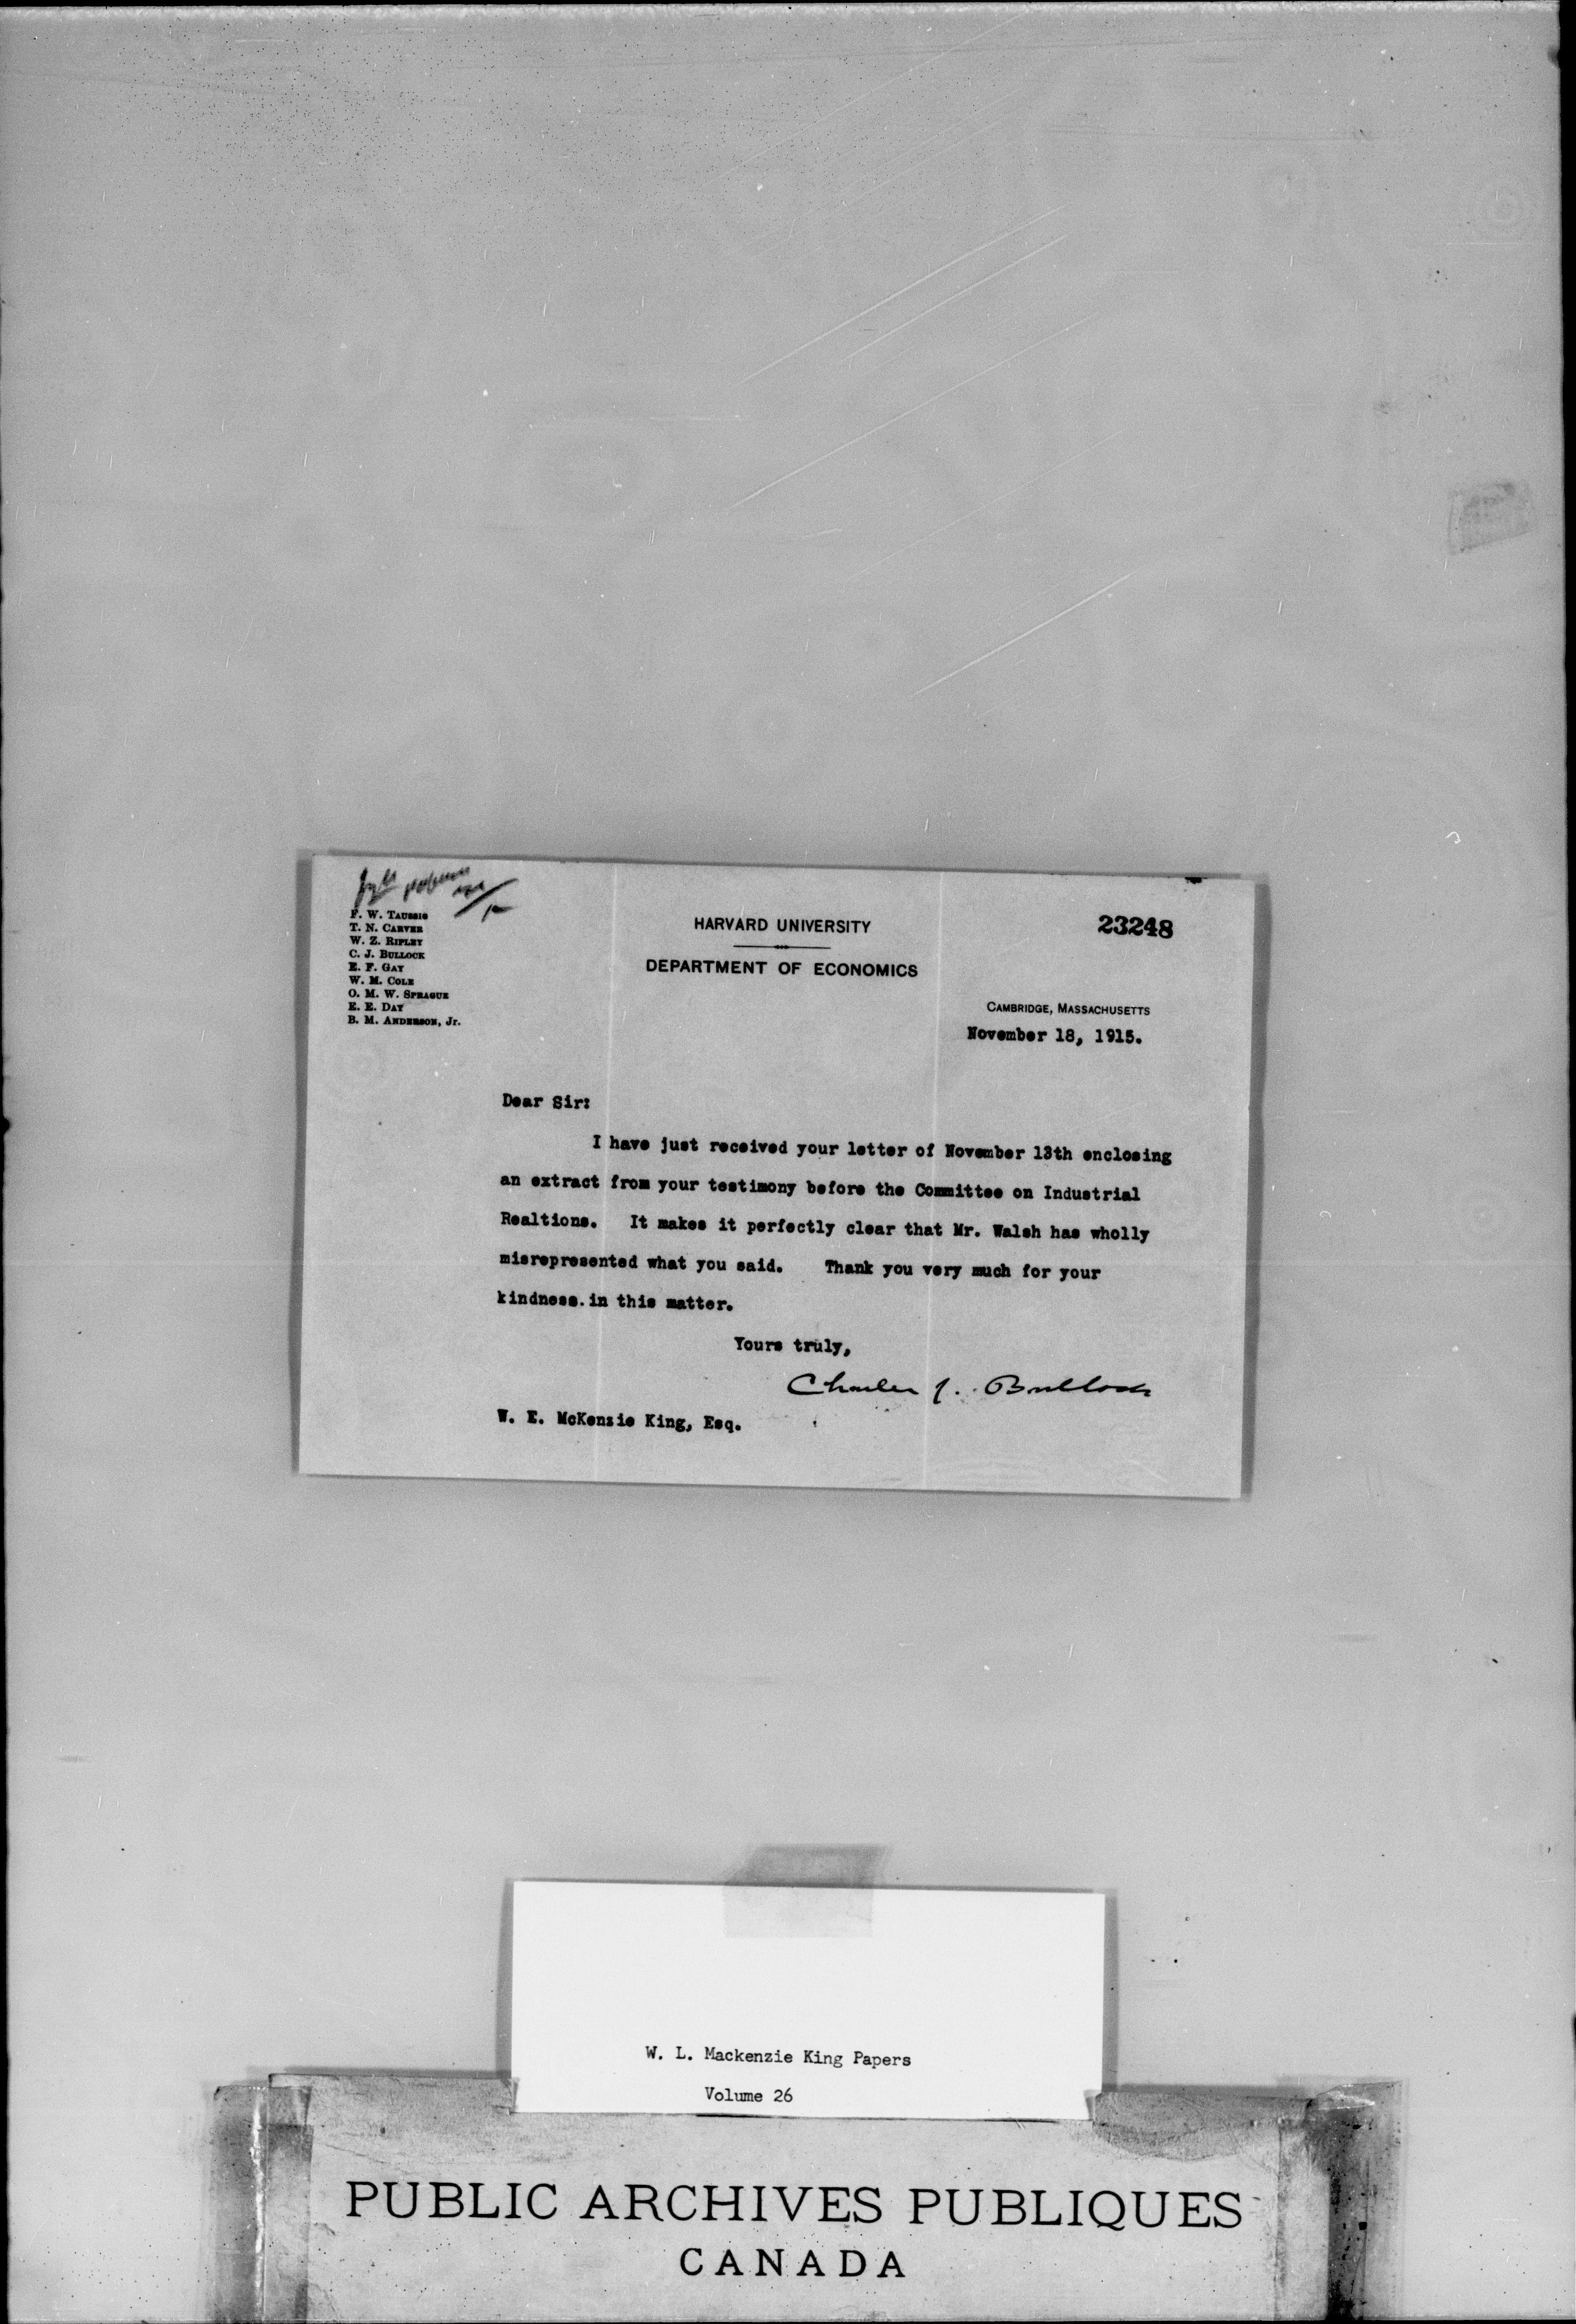 F. W. TAUSSIG
T. N. CARVER
W. Z. RIPLEY
C. J. BULLOCK
E. F. GAY
W. M. COLE
O. M. W. SPRAGUE
E. E. DAY
B. M. ANDERSON, Jr.
HARVARD UNIVERSITY
DEPARTMENT OF ECONOMICS
23248
CAMBRIDGE, MASSACHUSETTS
November 18, 1915.
Dear Sir:
I have just received your letter of November 13th enclosing
an extract from your testimony before the Committee on Industrial
Realtions. It makes it perfectly clear that Mr. Walsh has wholly
misrepresented what you said. Thank you very much for your
kindness.in this matter.
Yours truly,
Charles J. Bullock
W. E. McKenzie King, Esq.
W. L. Mackenzie King Papers
Volume 26
PUBLIC ARCHIVES PUBLIQUES
CANADA